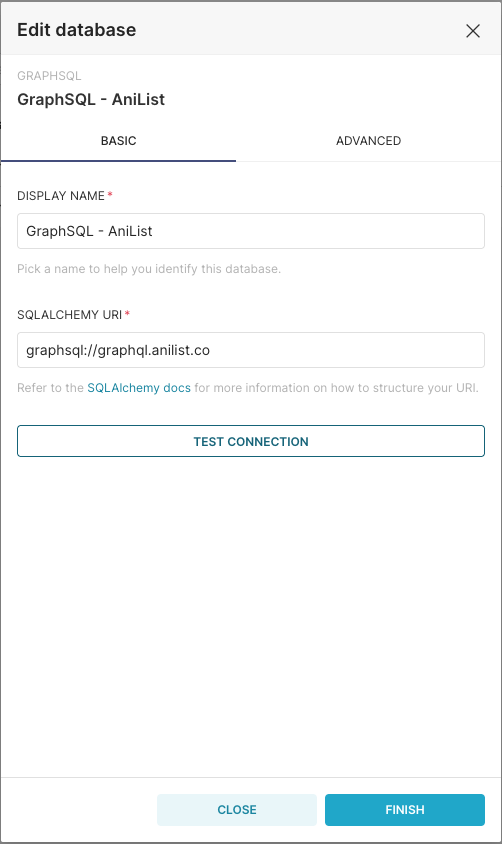 Edit database
GRAPHSQL
GraphSQL - AniList
BASIC
ADVANCED
DISPLAY NAME *
GraphSQL - AniList
Pick a name to help you identify this database.
SQLALCHEMY URI *
graphsql://graphql.anilist.co
Refer to the SQLAlchemy docs for more information on how to structure your URI.
TEST CONNECTION
CLOSE
FINISH